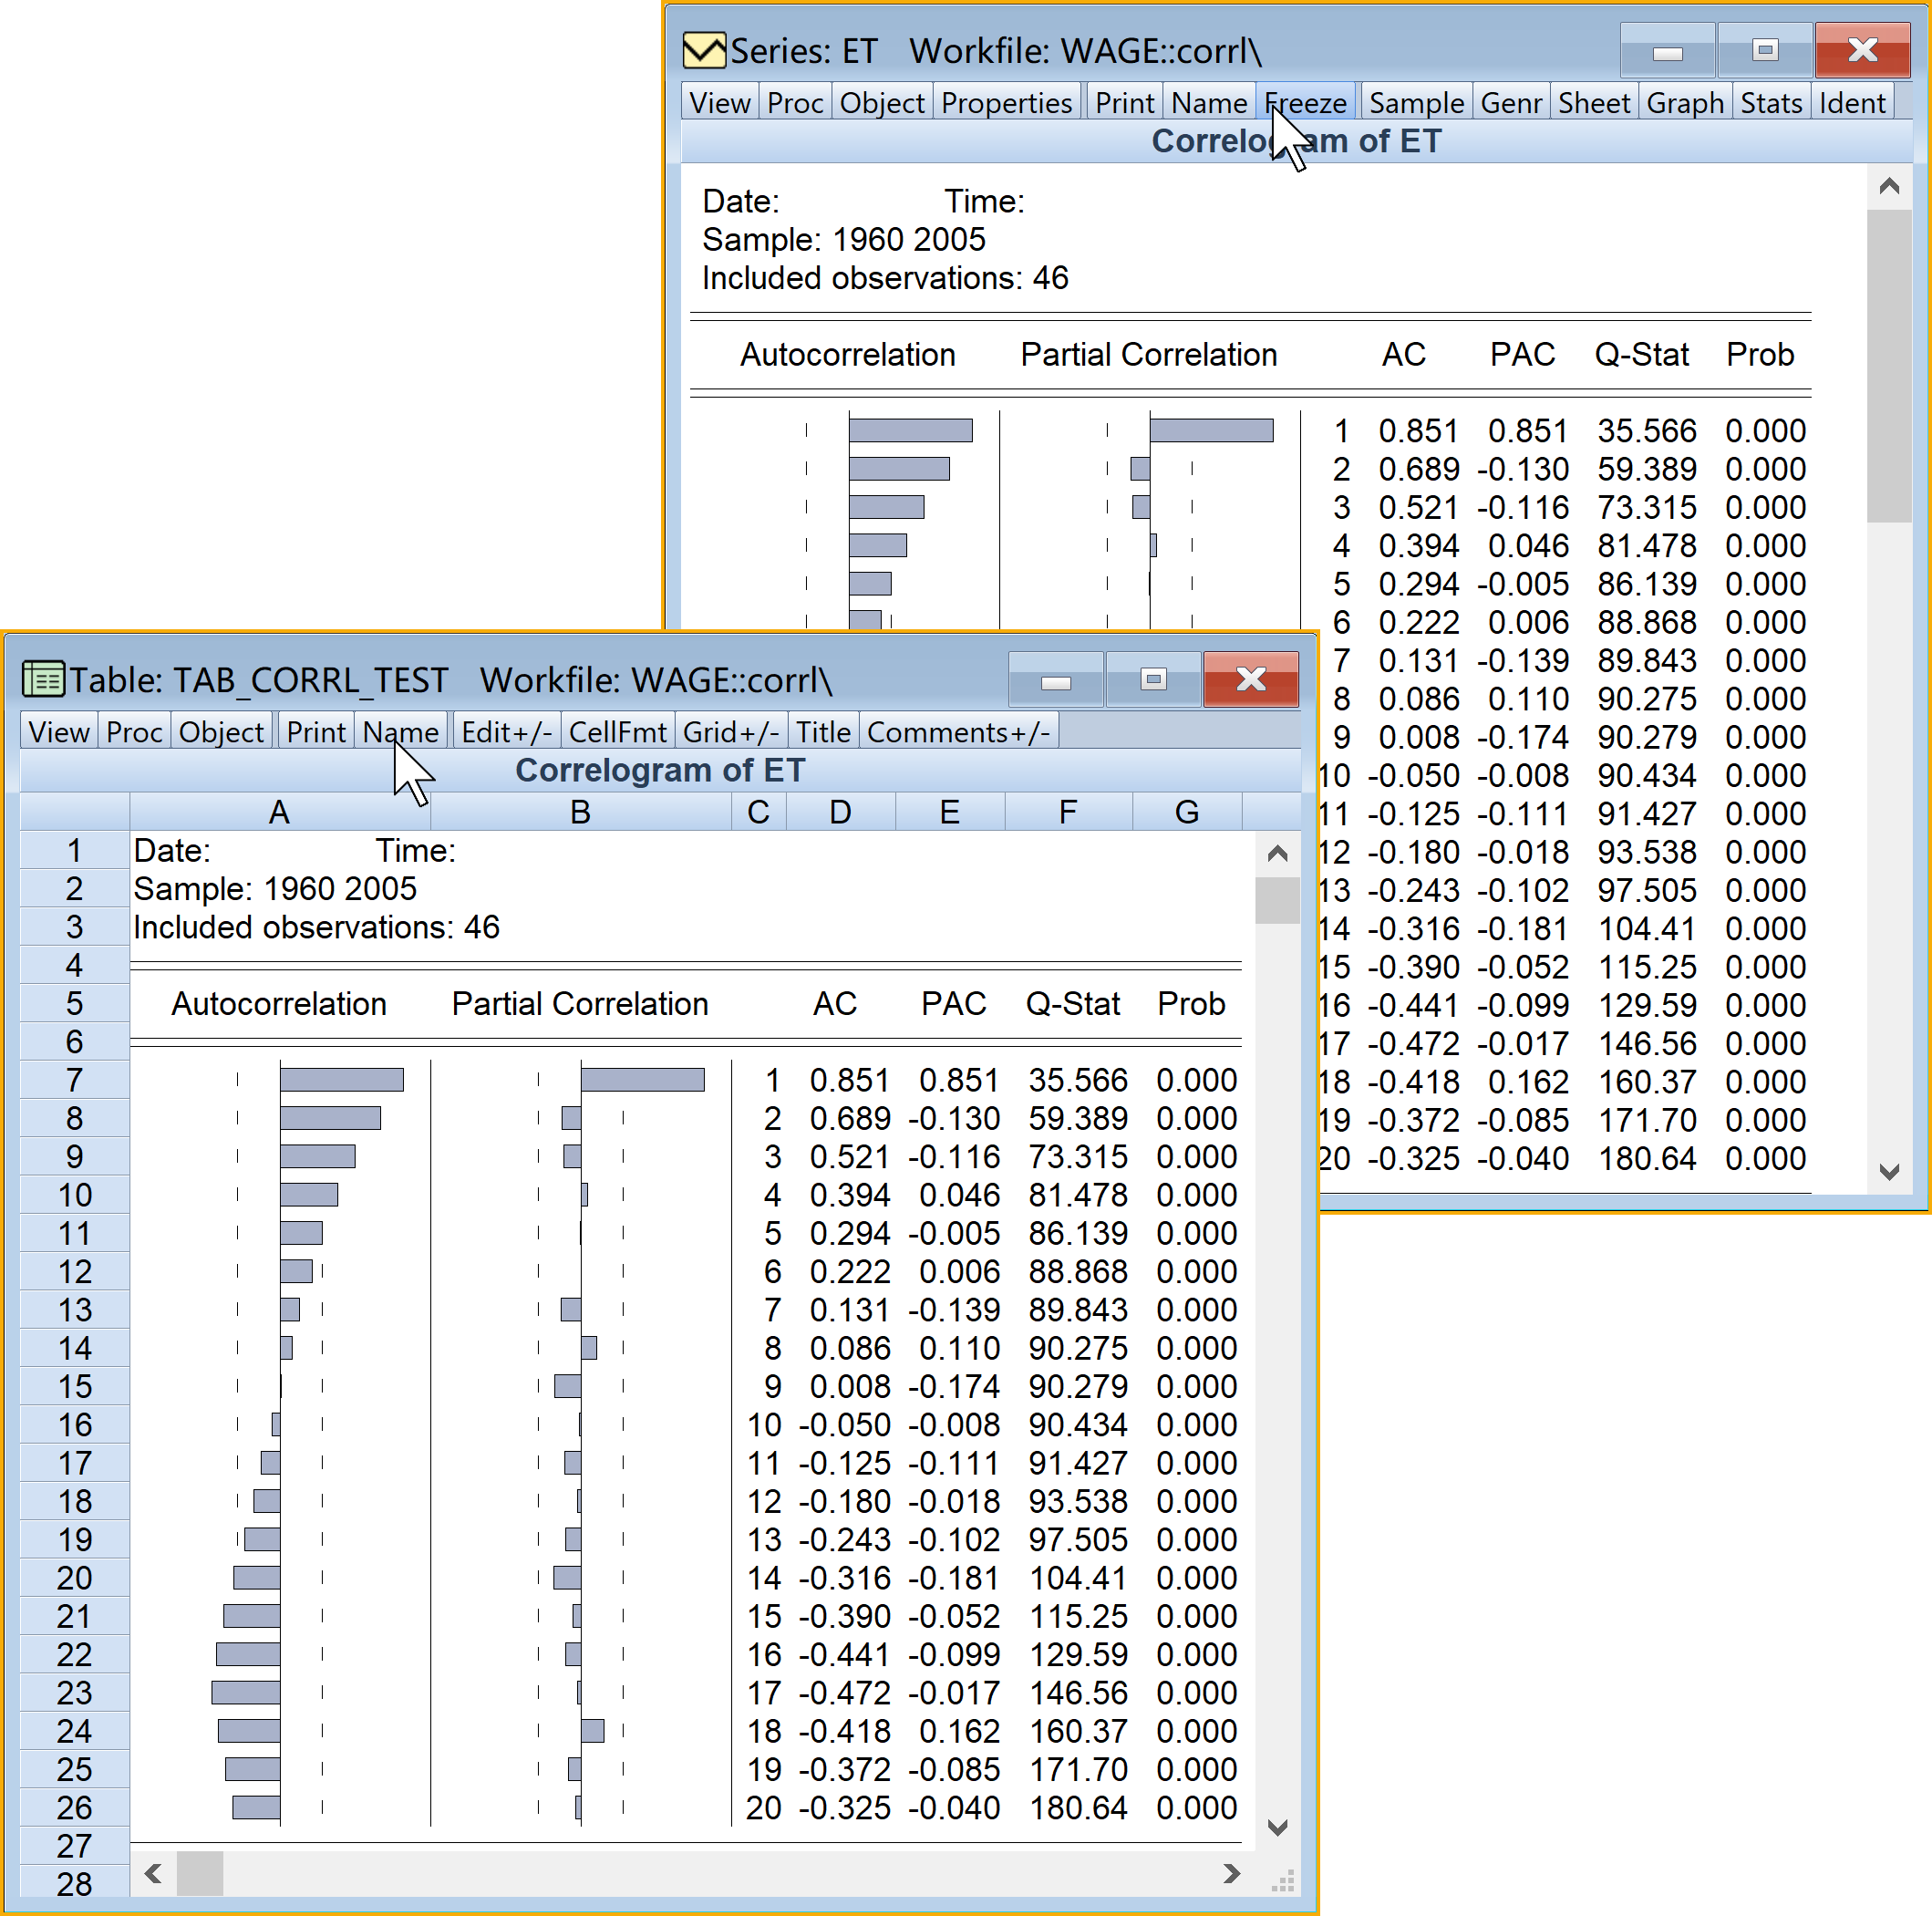 Series: ET Workfile: WAGE::corrl\
View Proc Object Properties Print Name Freeze Sample Genr Sheet Graph Stats Ident
Correlogram of ET
Date: Time:
Sample: 1960 2005
Included observations: 46
Autocorrelation Partial Correlation AC PAC Q-Stat Prob
1 0.851 0.851 35.566 0.000
2 0.689 -0.130 59.389 0.000
3 0.521 -0.116 73.315 0.000
4 0.394 0.046 81.478 0.000
5 0.294 -0.005 86.139 0.000
6 0.222 0.006 88.868 0.000
7 0.131 -0.139 89.843 0.000
8 0.086 0.110 90.275 0.000
9 0.008 -0.174 90.279 0.000
10 -0.050 -0.008 90.434 0.000
11 -0.125 -0.111 91.427 0.000
12 -0.180 -0.018 93.538 0.000
13 -0.243 -0.102 97.505 0.000
14 -0.316 -0.181 104.41 0.000
15 -0.390 -0.052 115.25 0.000
16 -0.441 -0.099 129.59 0.000
17 -0.472 -0.017 146.56 0.000
18 -0.418 0.162 160.37 0.000
19 -0.372 -0.085 171.70 0.000
20 -0.325 -0.040 180.64 0.000
Table: TAB_CORRL_TEST Workfile: WAGE::corrl\
View Proc Object Print Name Edit+/- CellFmt Grid+/- Title Comments+/-
Correlogram of ET
A B C D E F G
1 Date: Time:
2 Sample: 1960 2005
3 Included observations: 46
4
5 Autocorrelation Partial Correlation AC PAC Q-Stat Prob
6
7 1 0.851 0.851 35.566 0.000
8 2 0.689 -0.130 59.389 0.000
9 3 0.521 -0.116 73.315 0.000
10 4 0.394 0.046 81.478 0.000
11 5 0.294 -0.005 86.139 0.000
12 6 0.222 0.006 88.868 0.000
13 7 0.131 -0.139 89.843 0.000
14 8 0.086 0.110 90.275 0.000
15 9 0.008 -0.174 90.279 0.000
16 10 -0.050 -0.008 90.434 0.000
17 11 -0.125 -0.111 91.427 0.000
18 12 -0.180 -0.018 93.538 0.000
19 13 -0.243 -0.102 97.505 0.000
20 14 -0.316 -0.181 104.41 0.000
21 15 -0.390 -0.052 115.25 0.000
22 16 -0.441 -0.099 129.59 0.000
23 17 -0.472 -0.017 146.56 0.000
24 18 -0.418 0.162 160.37 0.000
25 19 -0.372 -0.085 171.70 0.000
26 20 -0.325 -0.040 180.64 0.000
27
28